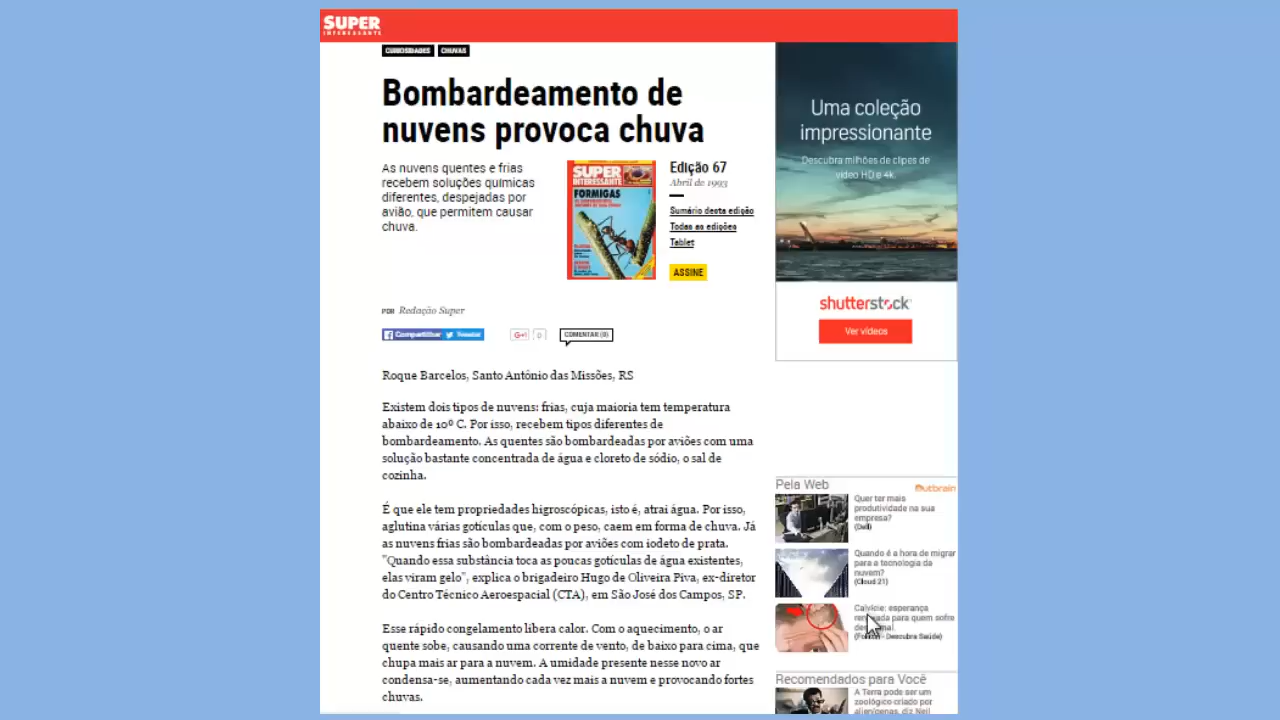 SUPER
INTERESSANTE
CURIOSIDADES CHUVAS
Bombardeamento de
nuvens provoca chuva
As nuvens quentes e frias
recebem soluções químicas
diferentes, despejadas por
avião, que permitem causar
chuva.
SUPER
INTERESSANTE
FORMIGAS
Edição 67
Abril de 1993
Sumário desta edição
Todas as edições
Tablet
ASSINE
POR Redação Super
Compartilhar Tweetar
G+1 0
COMENTAR (0)
Roque Barcelos, Santo Antônio das Missões, RS
Existem dois tipos de nuvens: frias, cuja maioria tem temperatura
abaixo de 10º C. Por isso, recebem tipos diferentes de
bombardeamento. As quentes são bombardeadas por aviões com uma
solução bastante concentrada de água e cloreto de sódio, o sal de
cozinha.
É que ele tem propriedades higroscópicas, isto é, atrai água. Por isso,
aglutina várias gotículas que, com o peso, caem em forma de chuva. Já
as nuvens frias são bombardeadas por aviões com iodeto de prata.
"Quando essa substância toca as poucas gotículas de água existentes,
elas viram gelo", explica o brigadeiro Hugo de Oliveira Piva, ex-diretor
do Centro Técnico Aeroespacial (CTA), em São José dos Campos, SP.
Esse rápido congelamento libera calor. Com o aquecimento, o ar
quente sobe, causando uma corrente de vento, de baixo para cima, que
chupa mais ar para a nuvem. A umidade presente nesse novo ar
condensa-se, aumentando cada vez mais a nuvem e provocando fortes
chuvas.
Uma coleção
impressionante
Descubra milhões de clipes de
vídeo HD e 4k.
shutterstock
Ver vídeos
Pela Web
Outbrain
Quer ter mais
produtividade na sua
empresa?
(Dell)
Quando é a hora de migrar
para a tecnologia da
nuvem?
(Cloud 21)
Calvície: esperança
para quem sofre
- Descubra Saúde)
Recomendados para Você
A Terra pode ser um
zoológico criado por
alienígenas, diz Neil